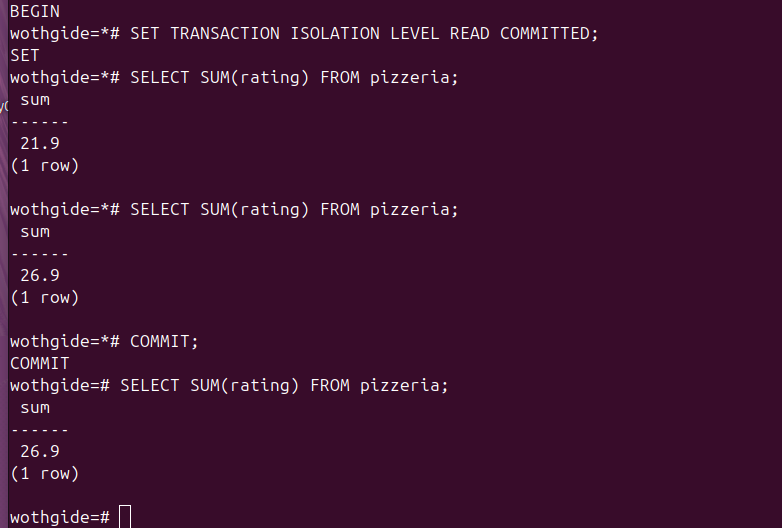 BEGIN
wothgide=*# SET TRANSACTION ISOLATION LEVEL READ COMMITTED;
SET
wothgide=*# SELECT SUM(rating) FROM pizzeria;
 sum
------
 21.9
(1 row)

wothgide=*# SELECT SUM(rating) FROM pizzeria;
 sum
------
 26.9
(1 row)

wothgide=*# COMMIT;
COMMIT
wothgide=# SELECT SUM(rating) FROM pizzeria;
 sum
------
 26.9
(1 row)

wothgide=#